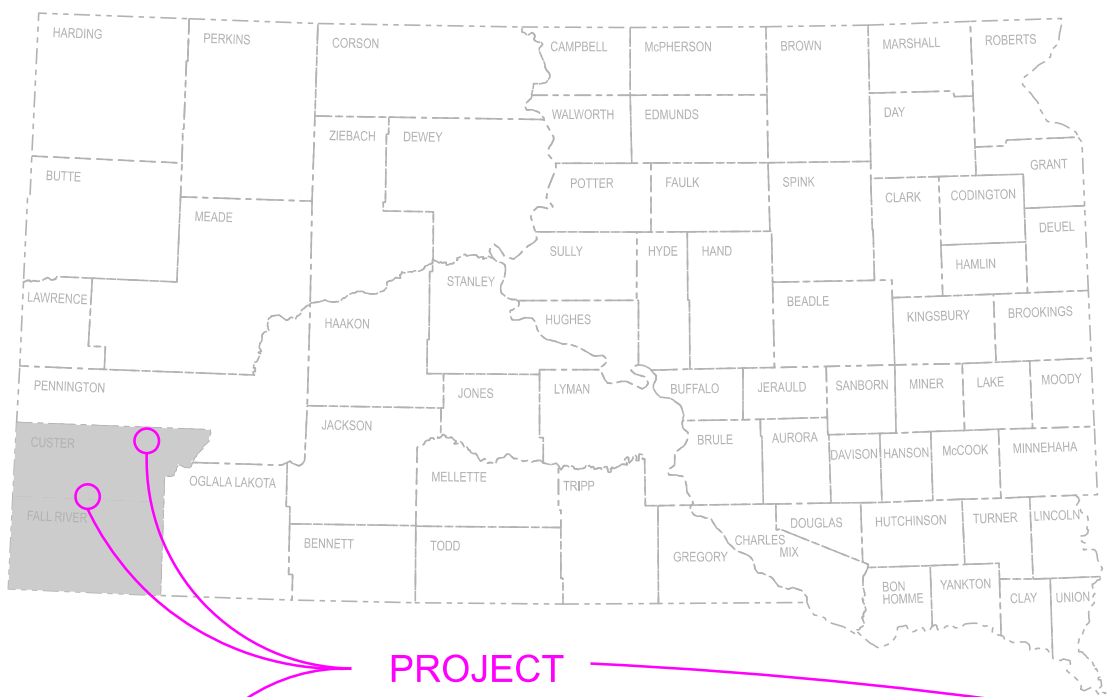 HARDING
PERKINS
CORSON
CAMPBELL
McPHERSON
BROWN
MARSHALL
ROBERTS
WALWORTH
EDMUNDS
DAY
ZIEBACH
DEWEY
GRANT
BUTTE
POTTER
FAULK
SPINK
CLARK
CODINGTON
MEADE
DEUEL
SULLY
HYDE
HAND
HAMLIN
STANLEY
LAWRENCE
BEADLE
HAAKON
HUGHES
KINGSBURY
BROOKINGS
PENNINGTON
JONES
LYMAN
BUFFALO
JERAULD
SANBORN
MINER
LAKE
MOODY
CUSTER
JACKSON
BRULE
AURORA
DAVISON
HANSON
McCOOK
MINNEHAHA
OGLALA LAKOTA
MELLETTE
TRIPP
FALL RIVER
DOUGLAS
HUTCHINSON
TURNER
LINCOLN
BENNETT
TODD
GREGORY
CHARLES
MIX
BON
HOMME
YANKTON
CLAY
UNION
PROJECT